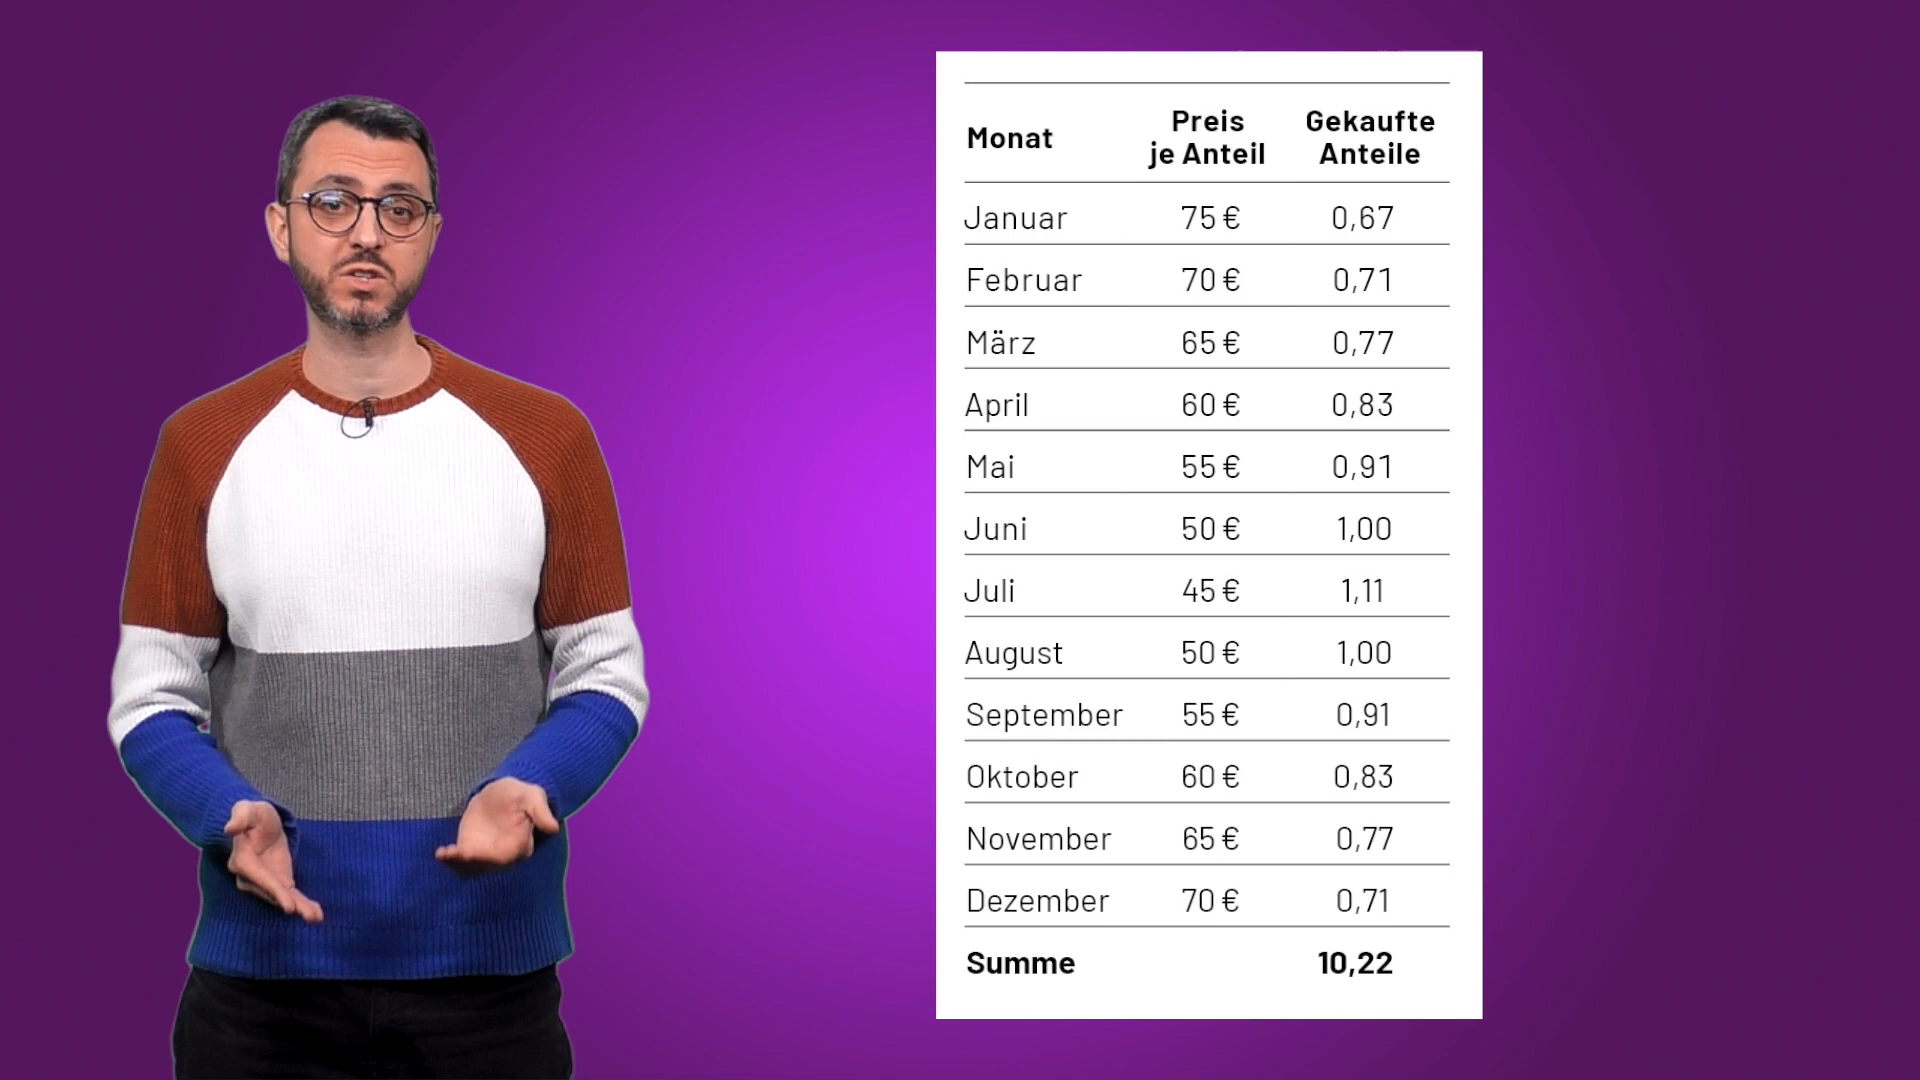 Monat Preis je Anteil Gekaufte Anteile
Januar 75 € 0,67
Februar 70 € 0,71
März 65 € 0,77
April 60 € 0,83
Mai 55 € 0,91
Juni 50 € 1,00
Juli 45 € 1,11
August 50 € 1,00
September 55 € 0,91
Oktober 60 € 0,83
November 65 € 0,77
Dezember 70 € 0,71
Summe 10,22